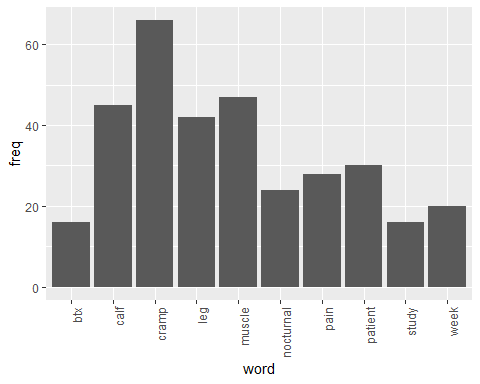 freq
60
40
20
0
btx
calf
cramp
leg
muscle
nocturnal
pain
patient
study
week
word